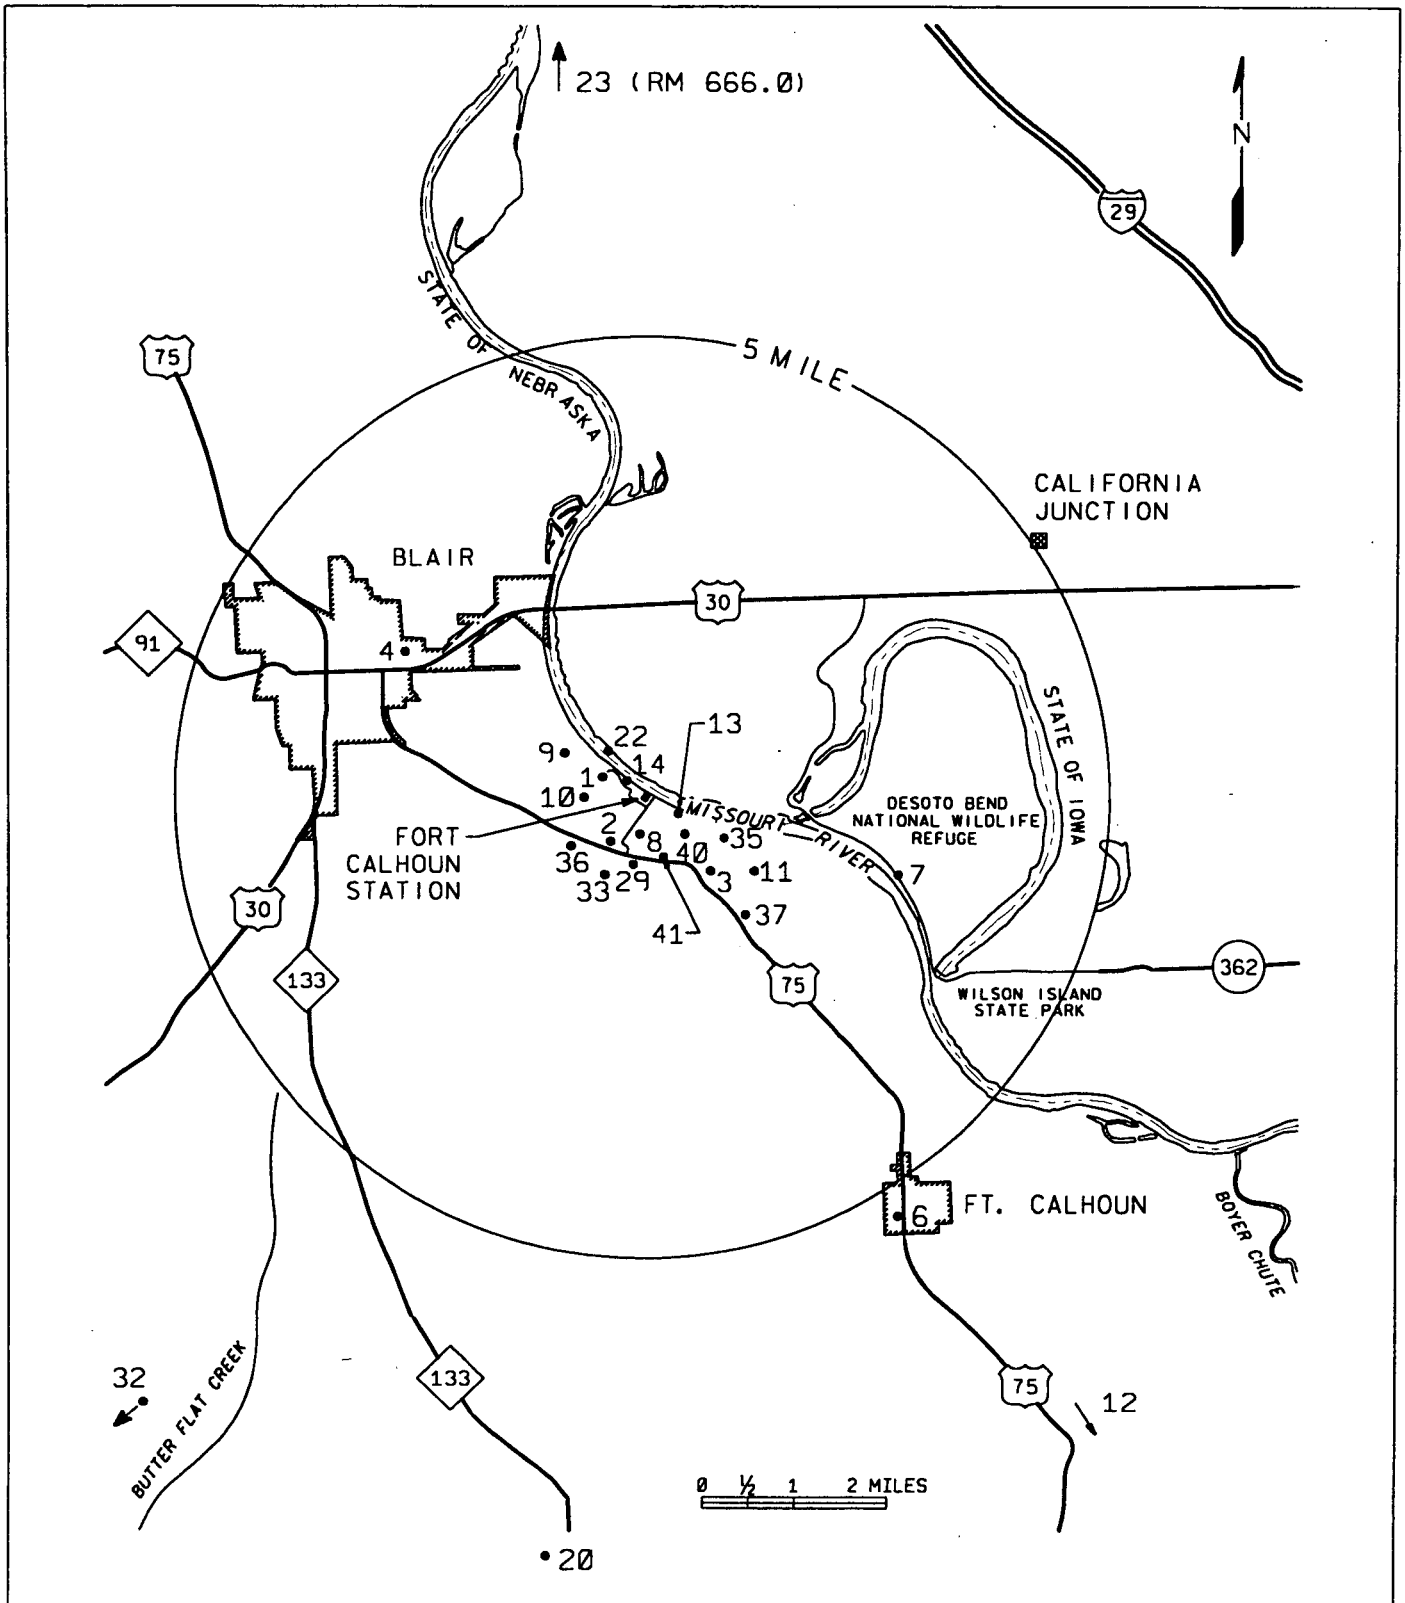 23 (RM 666.0)
N
29
STATE OF
NEBRASKA
75
5 MILE
CALIFORNIA
JUNCTION
BLAIR
30
91
4
STATE OF IOWA
13
22
9
14
1
10
DESOTO BEND
NATIONAL WILDLIFE
REFUGE
MISSOURI
RIVER
FORT
CALHOUN
STATION
2
8
40
35
36
33
29
3
11
7
37
41
30
133
75
362
WILSON ISLAND
STATE PARK
6
FT. CALHOUN
BOYER CHUTE
32
BUTTER FLAT CREEK
133
75
12
0 ½ 1 2 MILES
20